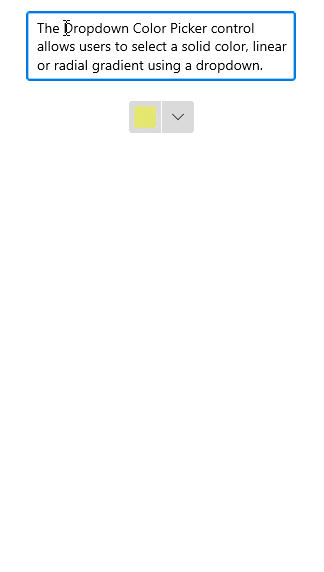 The Dropdown Color Picker control
allows users to select a solid color, linear
or radial gradient using a dropdown.